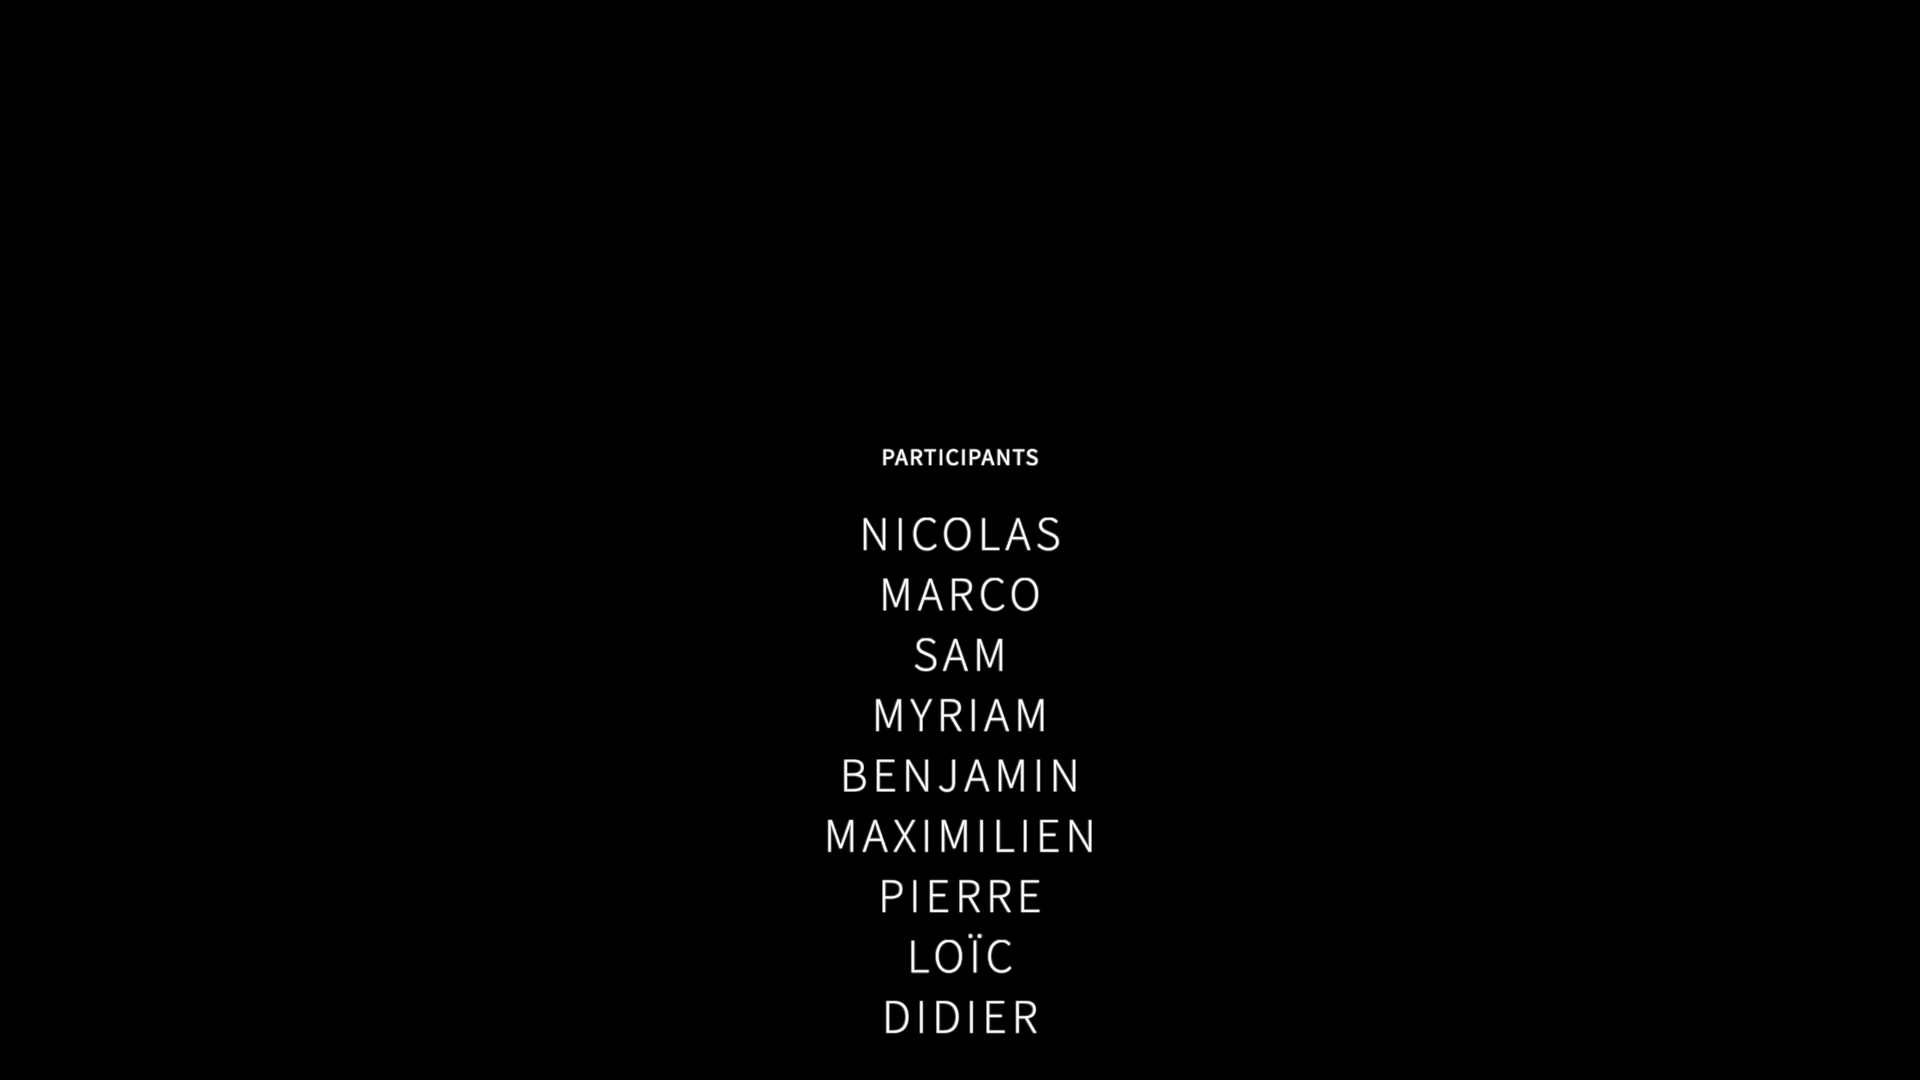 PARTICIPANTS
NICOLAS
MARCO
SAM
MYRIAM
BENJAMIN
MAXIMILIEN
PIERRE
LOÏC
DIDIER